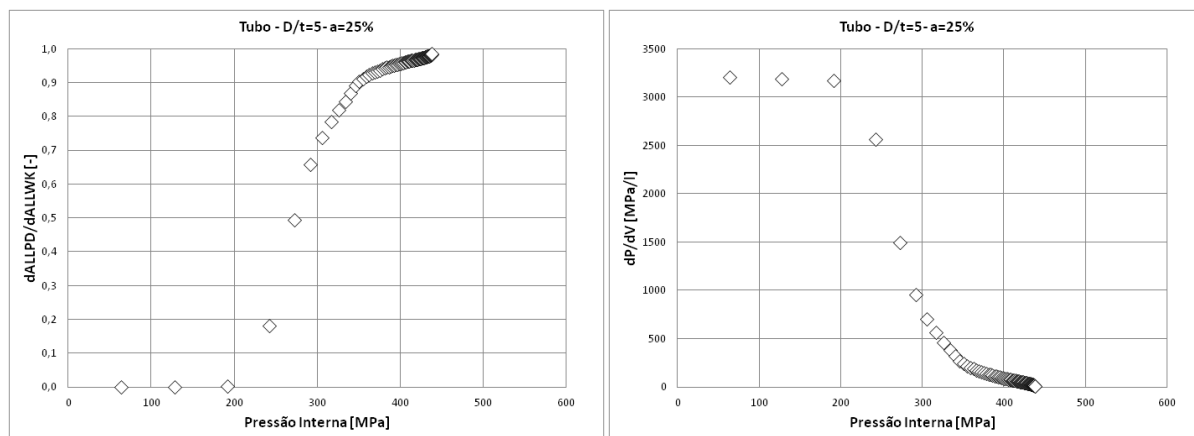 Tubo - D/t=5- a=25%
1,0
0,9
0,8
0,7
0,6
0,5
0,4
0,3
0,2
0,1
0,0
dALLPD/dALLWK [-]
0 100 200 300 400 500 600
Pressão Interna [MPa]
Tubo - D/t=5- a=25%
3500
3000
2500
2000
1500
1000
500
0
dP/dV [MPa/l]
0 100 200 300 400 500 600
Pressão Interna [MPa]